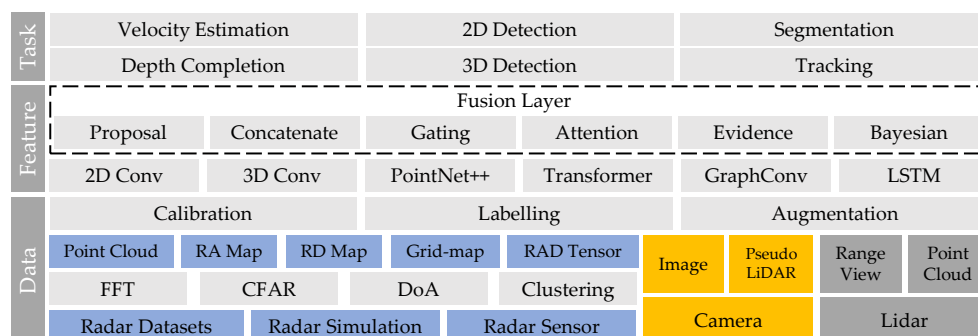 Task
Velocity Estimation 2D Detection Segmentation
Depth Completion 3D Detection Tracking
Feature
Fusion Layer
Proposal Concatenate Gating Attention Evidence Bayesian
2D Conv 3D Conv PointNet++ Transformer GraphConv LSTM
Data
Calibration Labelling Augmentation
Point Cloud RA Map RD Map Grid-map RAD Tensor
Image
Pseudo
LiDAR
Range
View
Point
Cloud
FFT CFAR DoA Clustering
Radar Datasets Radar Simulation Radar Sensor Camera Lidar